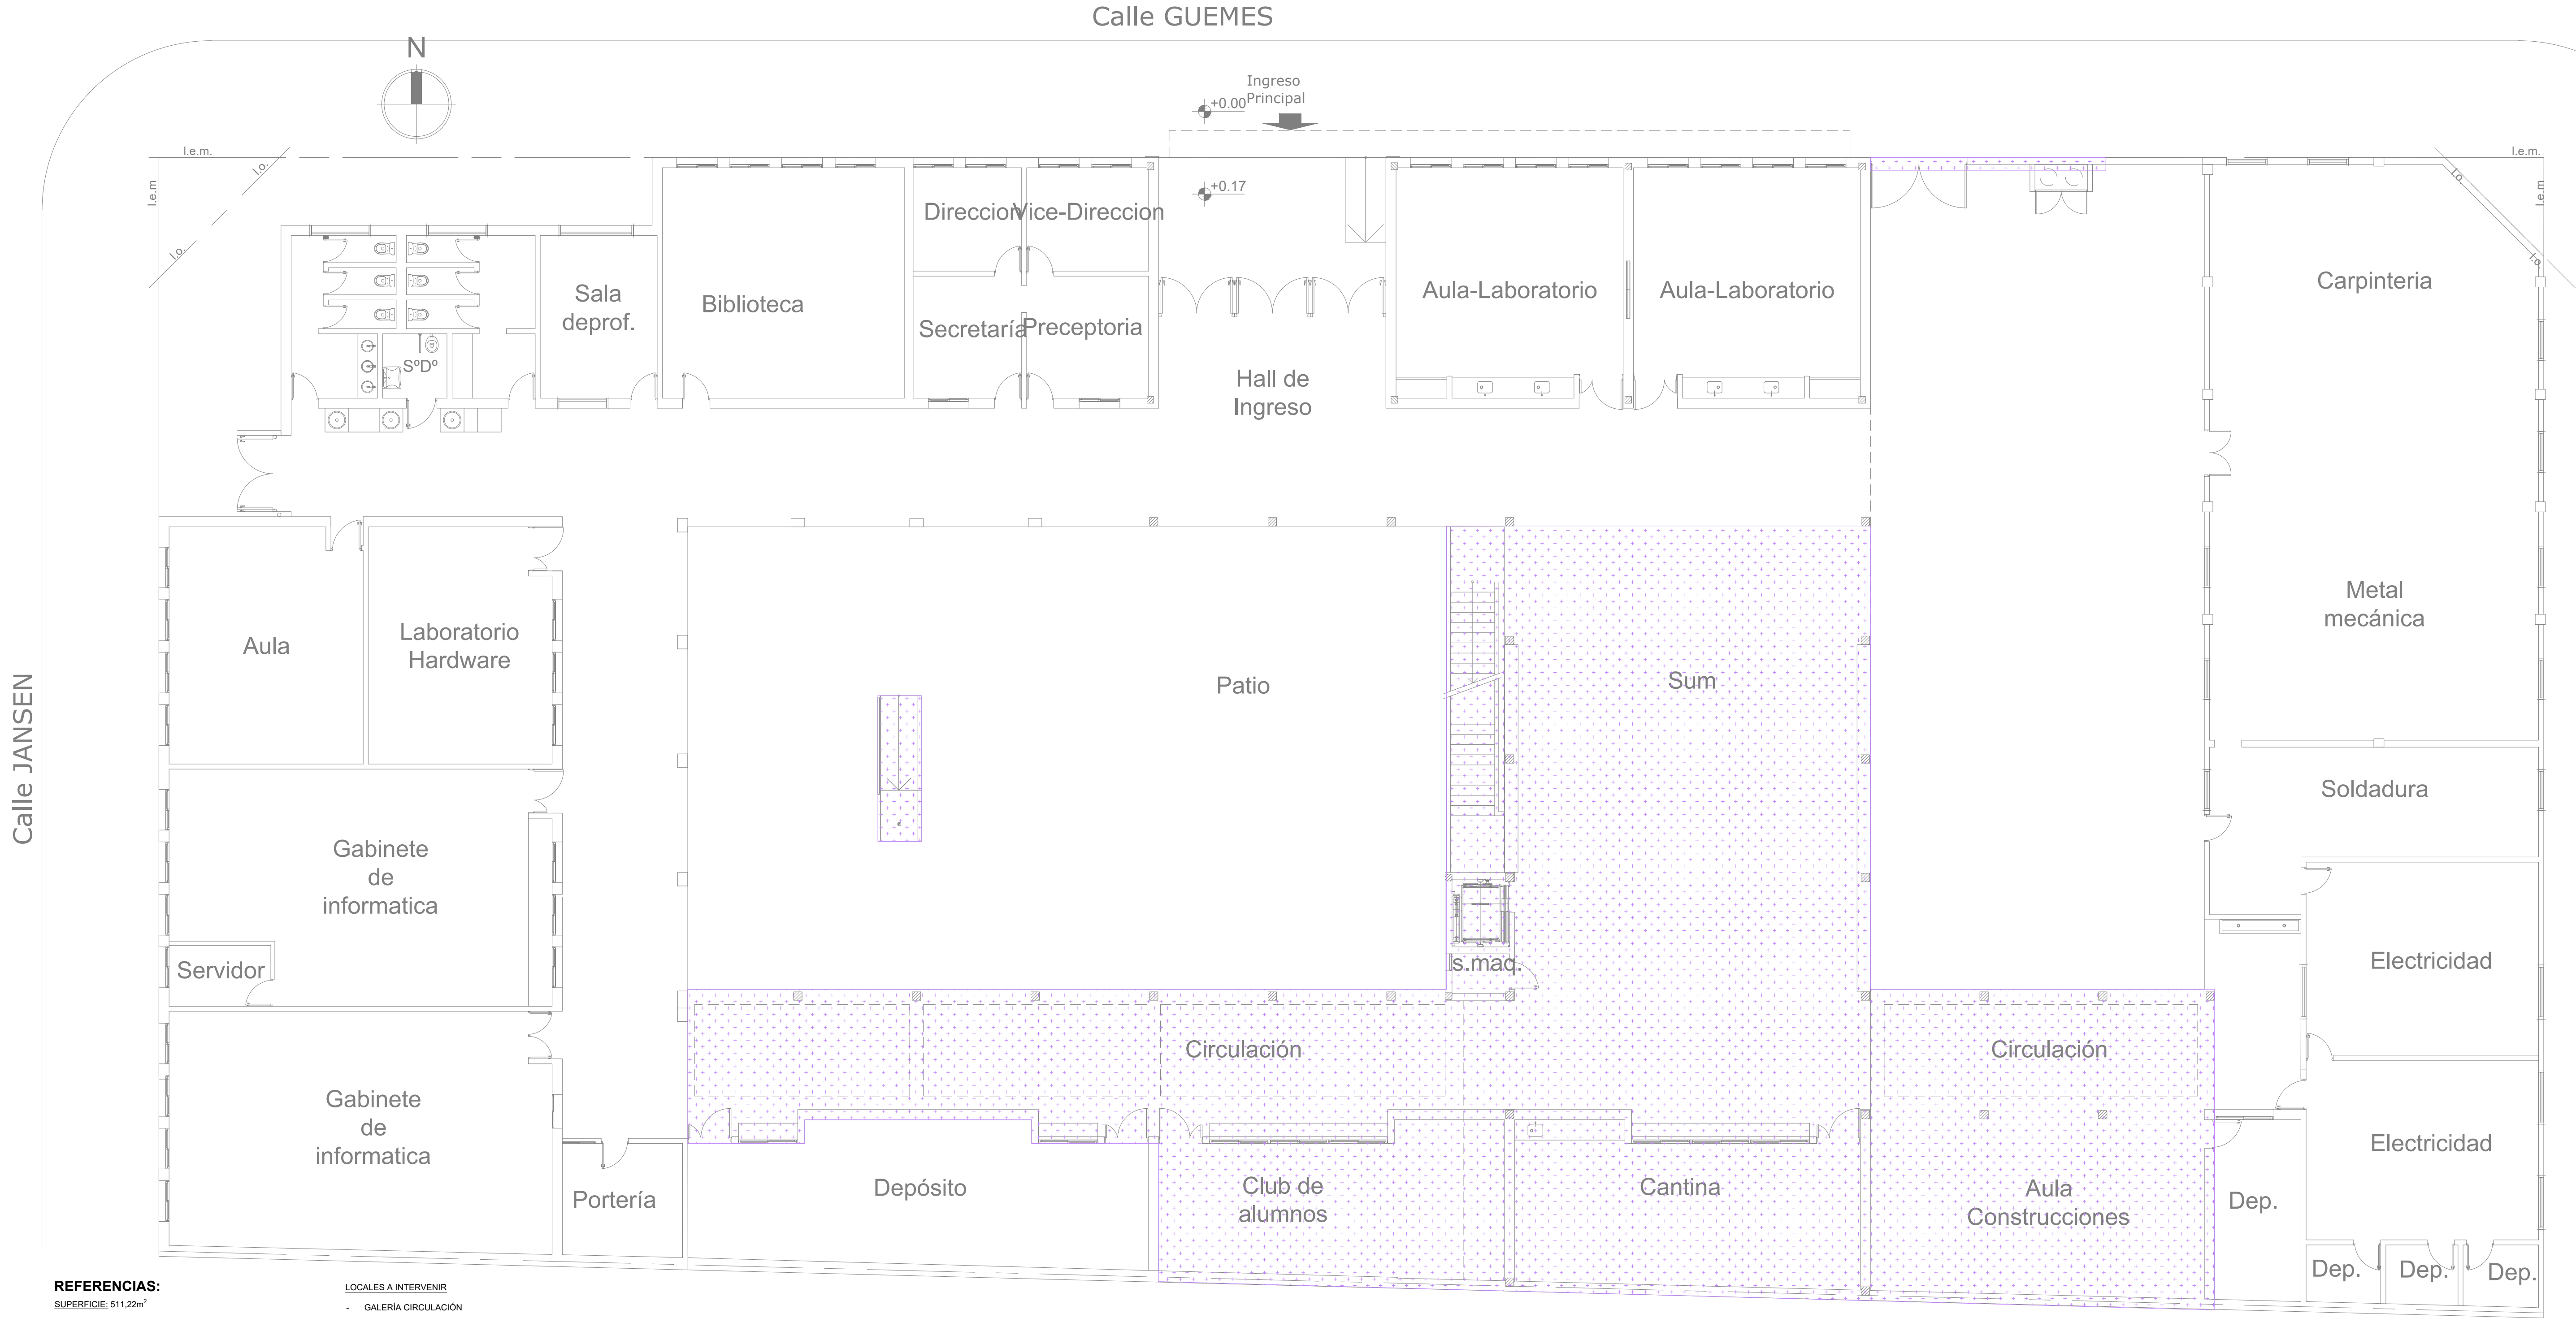 Calle GUEMES
N
Ingreso
Principal
+0.00
l.e.m.
l.e.m.
l.o.
l.o.
l.e.m
l.e.m
l.o.
l.o.
+0.17
Direccion
Vice-Direccion
Sala
deprof.
Biblioteca
Secretaría
Preceptoria
Aula-Laboratorio
Aula-Laboratorio
Carpinteria
SºDº
Hall de
Ingreso
Aula
Laboratorio
Hardware
Patio
Sum
Metal
mecánica
Calle JANSEN
Soldadura
Gabinete
de
informatica
Servidor
s.maq.
Electricidad
Circulación
Circulación
Gabinete
de
informatica
Electricidad
Portería
Depósito
Club de
alumnos
Cantina
Aula
Construcciones
Dep.
Dep.
Dep.
Dep.
REFERENCIAS:
SUPERFICIE: 511,22m²
LOCALES A INTERVENIR
- GALERÍA CIRCULACIÓN